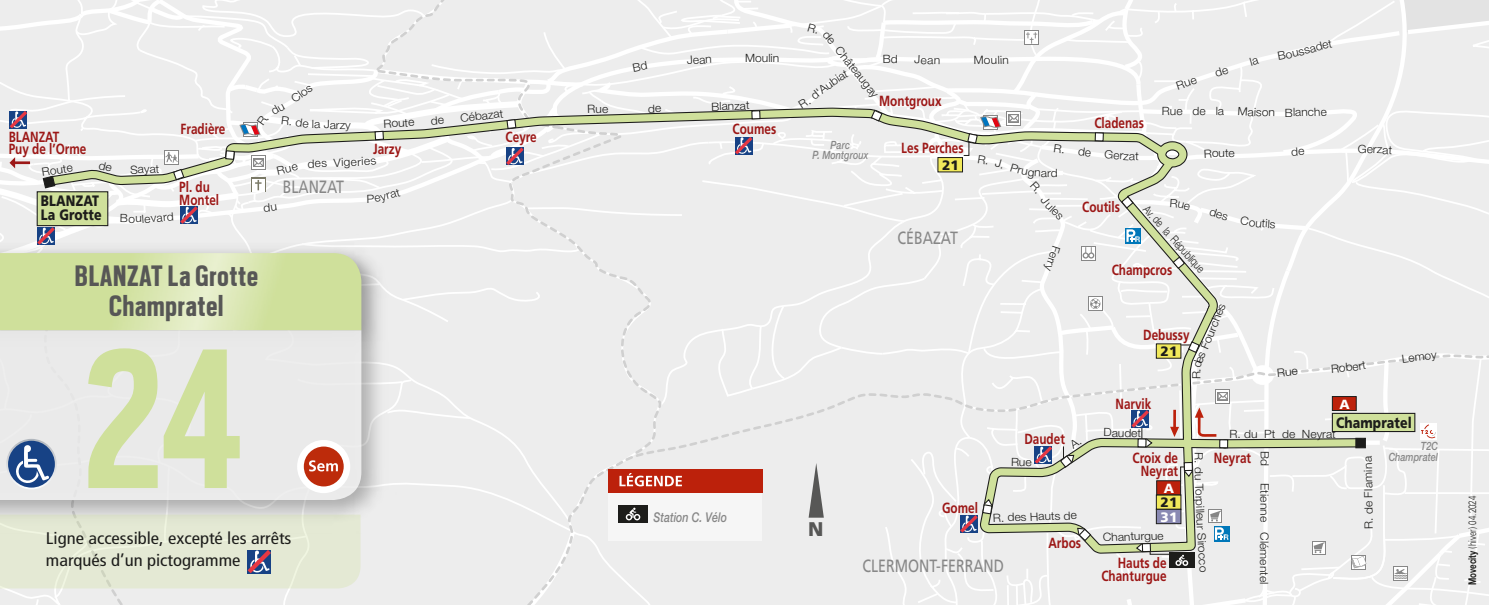 R. de Châteaugay
Bd Jean Moulin
Bd Jean Moulin
Rue de la Boussadet
R. du Clos
R. d'Aubiat
Rue de Blanzat
Montgroux
Rue de la Maison Blanche
BLANZAT
Puy de l'Orme
Fradière
R. de la Jarzy
Route de Cébazat
Jarzy
Ceyre
Coumes
Parc
P. Montgroux
Les Perches
21
Cladenas
R. de Gerzat
Route de Gerzat
R. J. Prugnard
R. Jules Ferry
Route de Sayat
Rue des Vigeries
BLANZAT
BLANZAT
La Grotte
Pl. du
Montel
Boulevard du Peyrat
CÉBAZAT
Coutils
Rue des Coutils
Av. de la République
P+R
Champcros
Debussy
21
R. des Fourches
Rue Robert Lemoy
BLANZAT La Grotte
Champratel
24
Sem
Ligne accessible, excepté les arrêts
marqués d'un pictogramme
LÉGENDE
Station C. Vélo
N
Narvik
Daudet
Rue A. Daudet
Croix de
Neyrat
A
21
31
Neyrat
R. du Pt de Neyrat
A
Champratel
T2C
T2C
Champratel
Gomel
R. des Hauts de Chanturgue
Arbos
Hauts de
Chanturgue
R. du Torpilleur Sirocco
P+R
Bd Etienne Clémentel
R. de Flamina
CLERMONT-FERRAND
Movecity (hiver) 04.2024